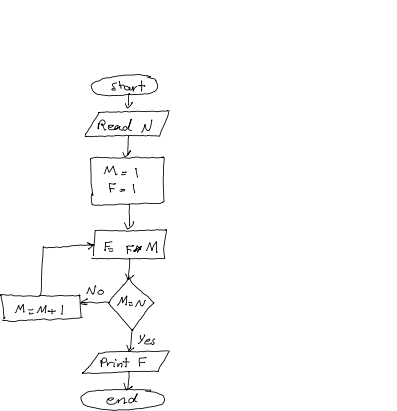 start
Read N
M = 1
F = 1
F= F*M
M=N
No
M=M+1
Yes
Print F
end